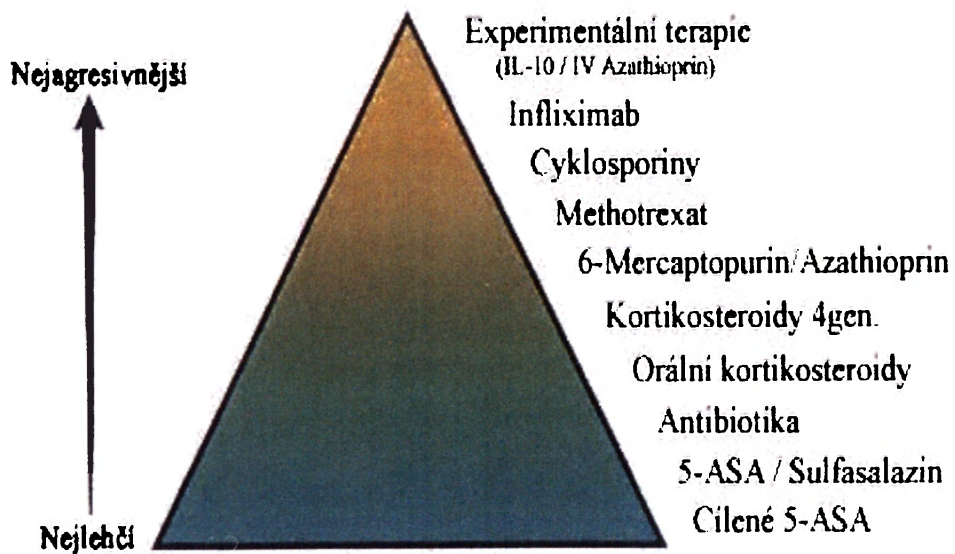 Experimentální terapie
(IL-10 / IV Azathioprin)
Nejagresivnější
Infliximab
Cyklosporiny
Methotrexat
6-Mercaptopurin/Azathioprin
Kortikosteroidy 4gen.
Orální kortikosteroidy
Antibiotika
5-ASA / Sulfasalazin
Cílené 5-ASA
Nejlehčí